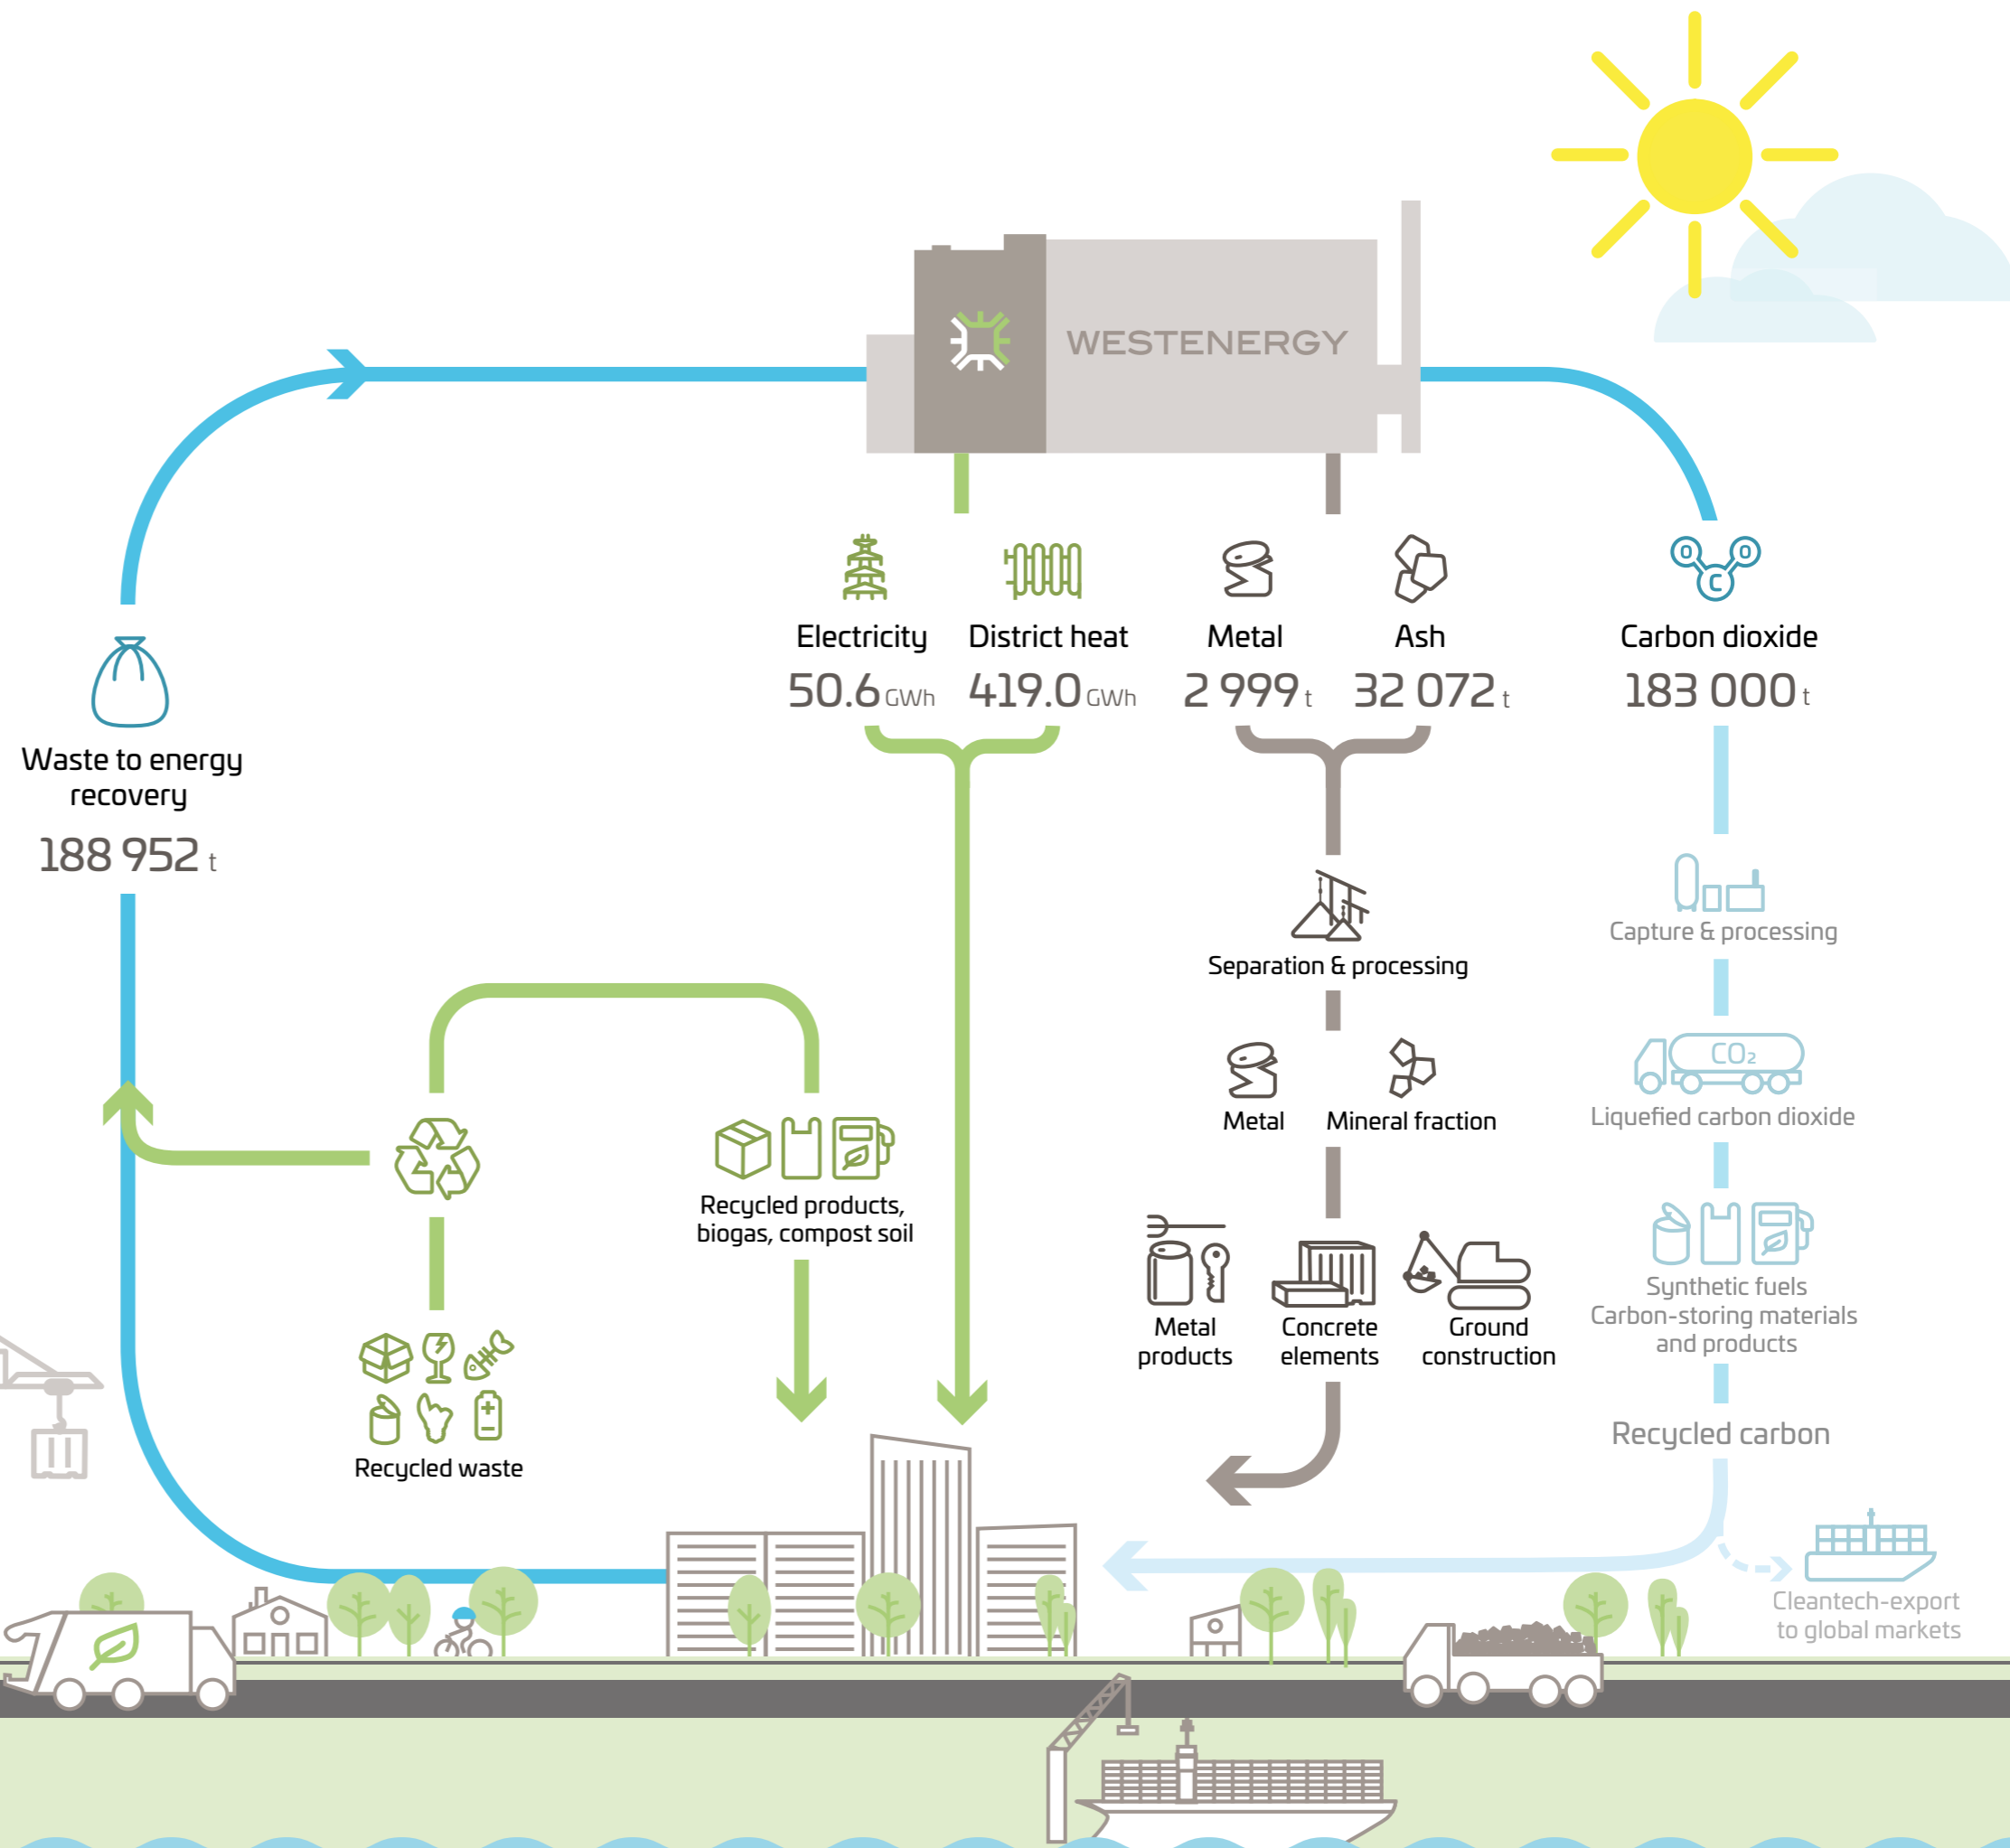 WESTENERGY
O O
C
Electricity
50.6 GWh
District heat
419.0 GWh
Metal
2 999 t
Ash
32 072 t
Carbon dioxide
183 000 t
Waste to energy
recovery
188 952 t
Capture & processing
Separation & processing
CO₂
Liquefied carbon dioxide
Metal
Mineral fraction
Recycled products,
biogas, compost soil
Synthetic fuels
Carbon-storing materials
and products
Metal
products
Concrete
elements
Ground
construction
Recycled carbon
Recycled waste
Cleantech-export
to global markets